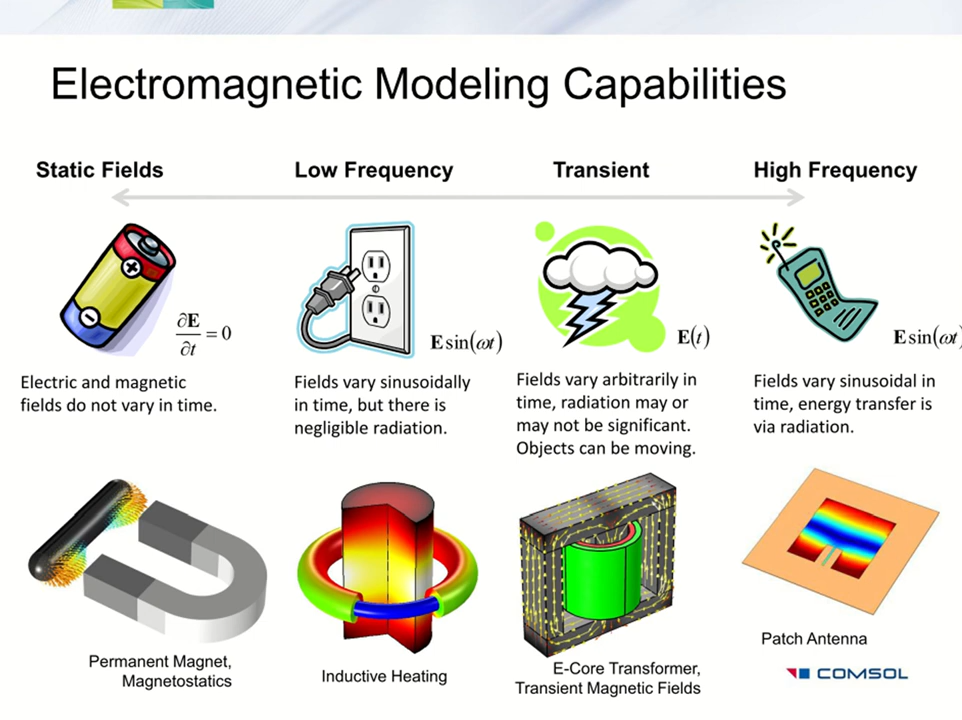 Electromagnetic Modeling Capabilities
Static Fields
Low Frequency
Transient
High Frequency
∂E/∂t = 0
E sin(ωt)
E(t)
E sin(ωt)
Electric and magnetic
fields do not vary in time.
Fields vary sinusoidally
in time, but there is
negligible radiation.
Fields vary arbitrarily in
time, radiation may or
may not be significant.
Objects can be moving.
Fields vary sinusoidal in
time, energy transfer is
via radiation.
Permanent Magnet,
Magnetostatics
Inductive Heating
E-Core Transformer,
Transient Magnetic Fields
Patch Antenna
COMSOL